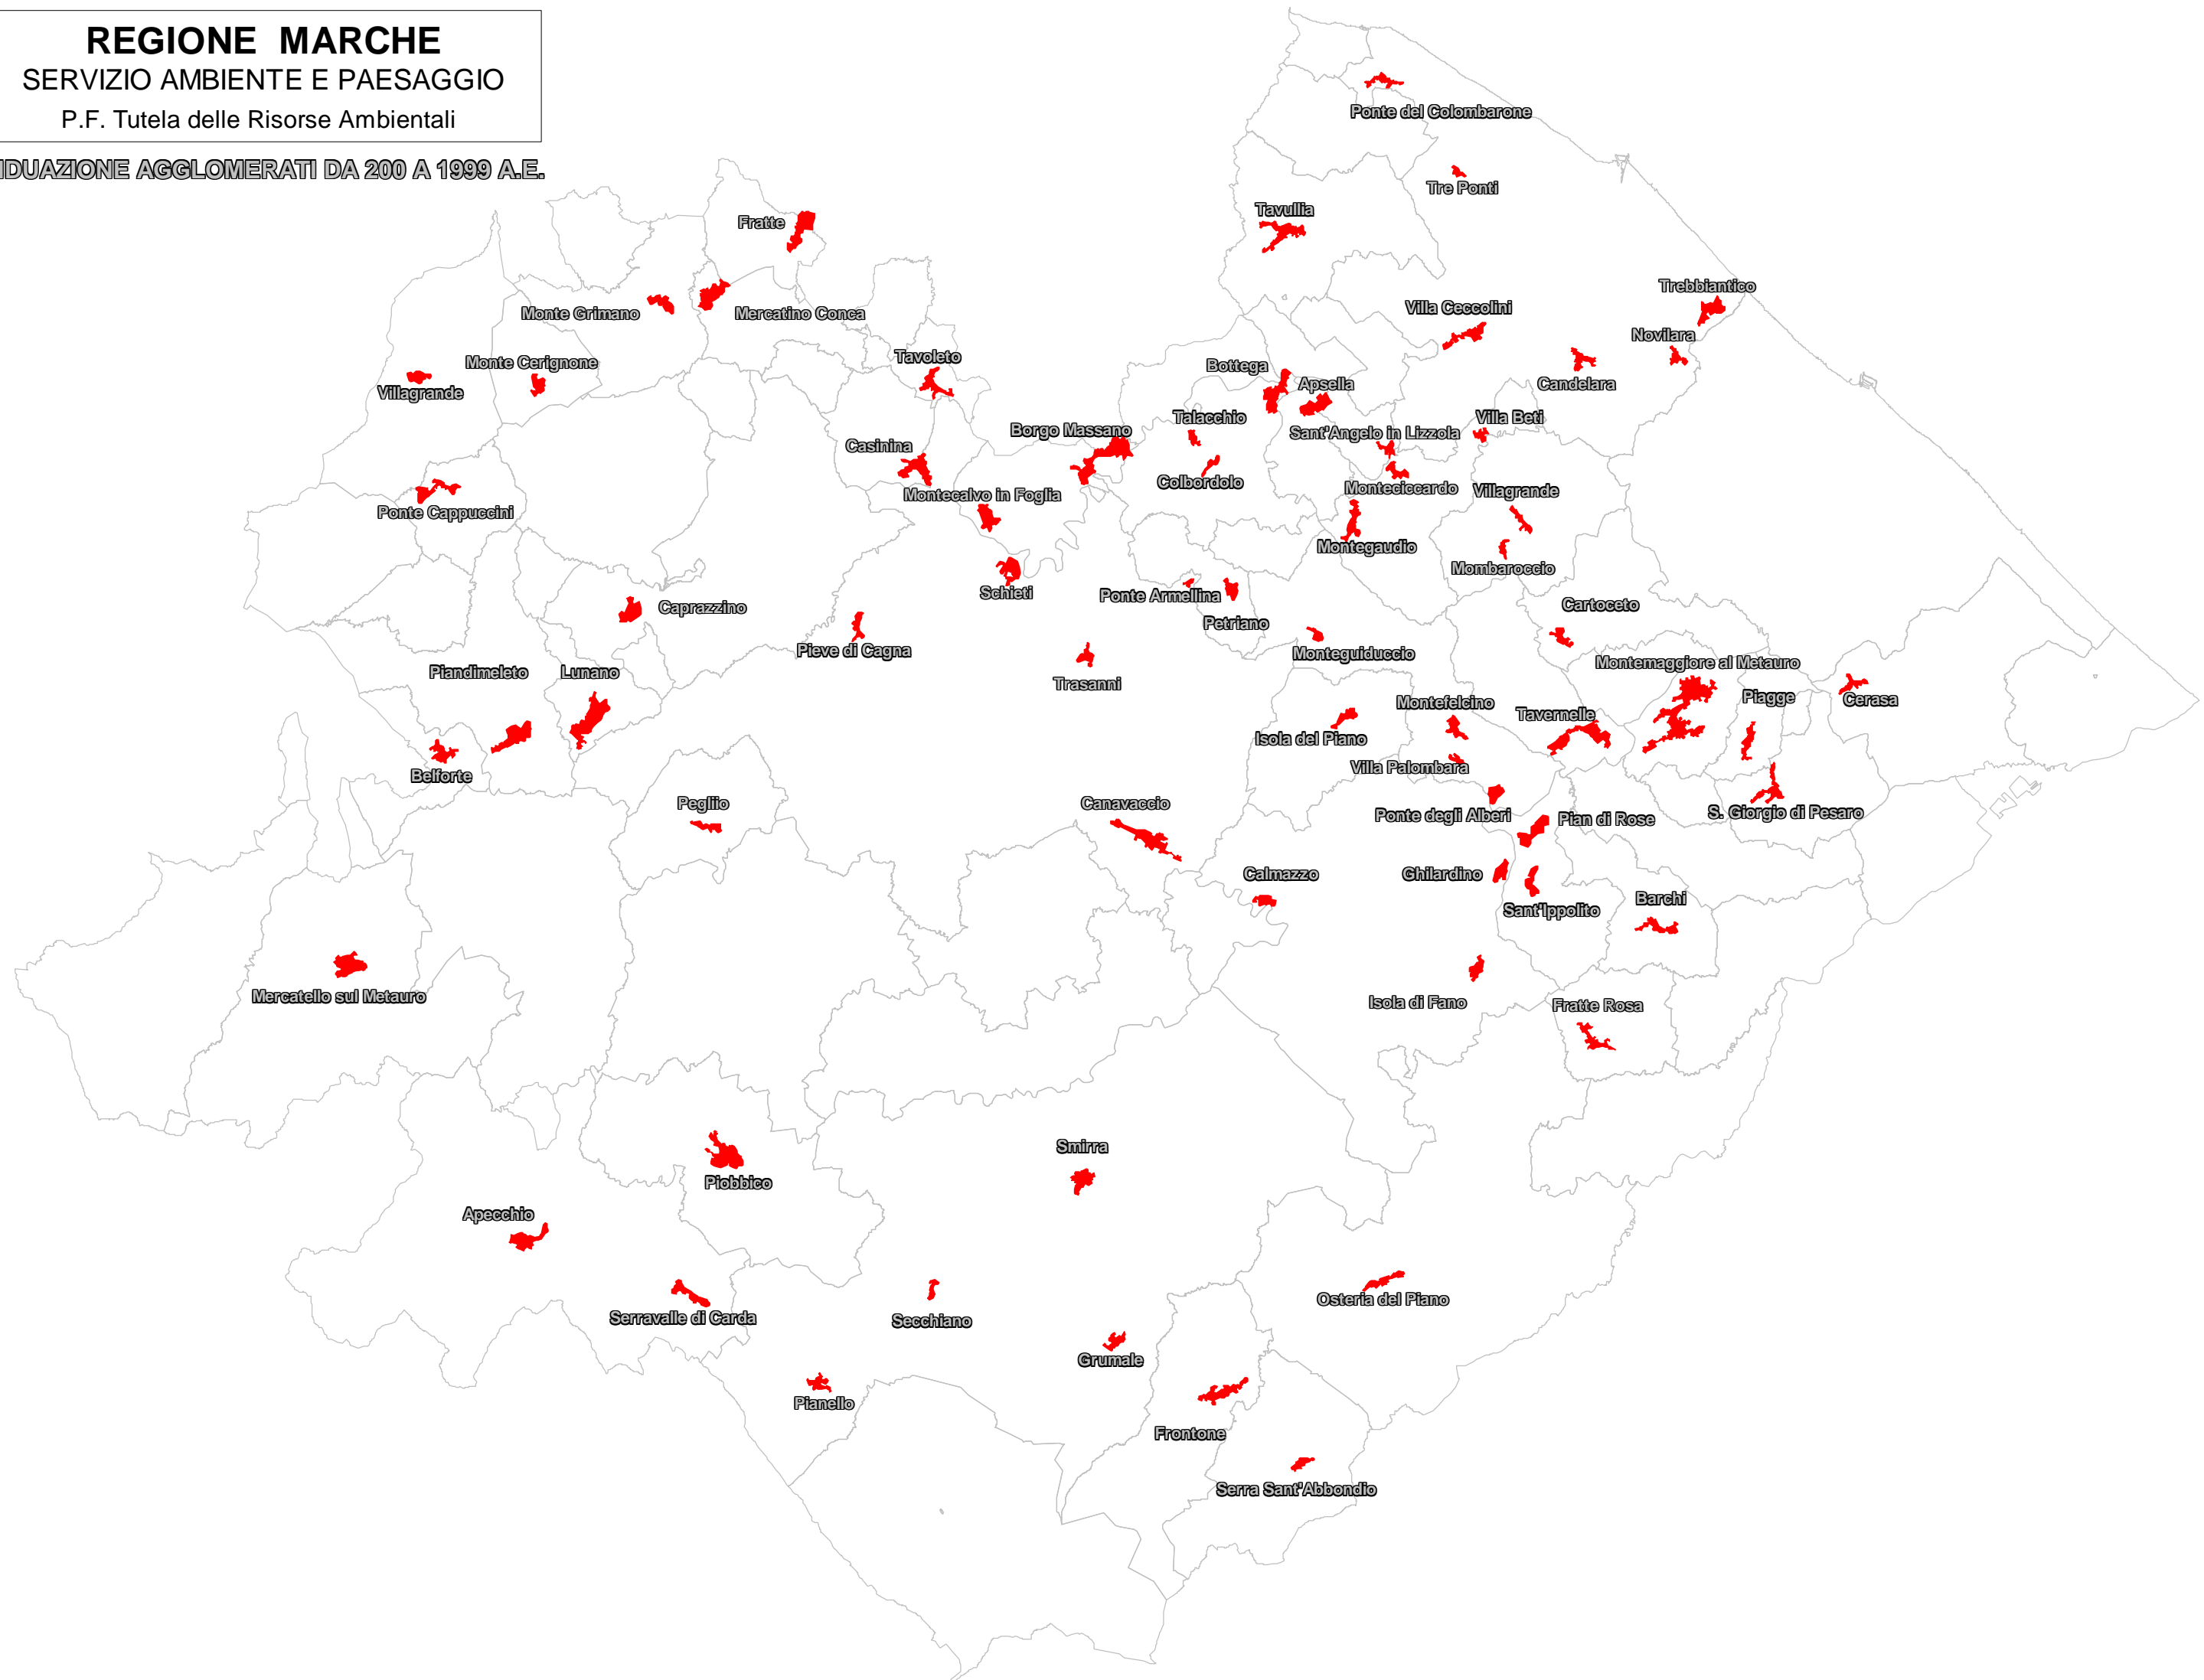 REGIONE MARCHE
SERVIZIO AMBIENTE E PAESAGGIO
P.F. Tutela delle Risorse Ambientali
IDUAZIONE AGGLOMERATI DA 200 A 1999 A.E.
Ponte del Colombarone
Tre Ponti
Tavullia
Fratte
Trebbiantico
Monte Grimano
Mercatino Conca
Villa Ceccolini
Novilara
Tavoleto
Monte Cerignone
Bottega
Villagrande
Apsella
Candelara
Talacchio
Villa Beti
Borgo Massano
Sant'Angelo in Lizzola
Casinina
Colbordolo
Monteciccardo
Villagrande
Montecalvo in Foglia
Ponte Cappuccini
Montegaudio
Mombaroccio
Schieti
Ponte Armellina
Caprazzino
Cartoceto
Petriano
Pieve di Cagna
Monteguiduccio
Montemaggiore al Metauro
Piandimeleto
Lunano
Trasanni
Piagge
Cerasa
Montefelcino
Tavernelle
Isola del Piano
Villa Palombara
Belforte
Pegliio
Canavaccio
S. Giorgio di Pesaro
Ponte degli Alberi
Pian di Rose
Calmazzo
Ghilardino
Barchi
Sant'Ippolito
Mercatello sul Metauro
Isola di Fano
Fratte Rosa
Smirra
Piobbico
Apecchio
Osteria del Piano
Serravalle di Carda
Secchiano
Grumale
Pianello
Frontone
Serra Sant'Abbondio